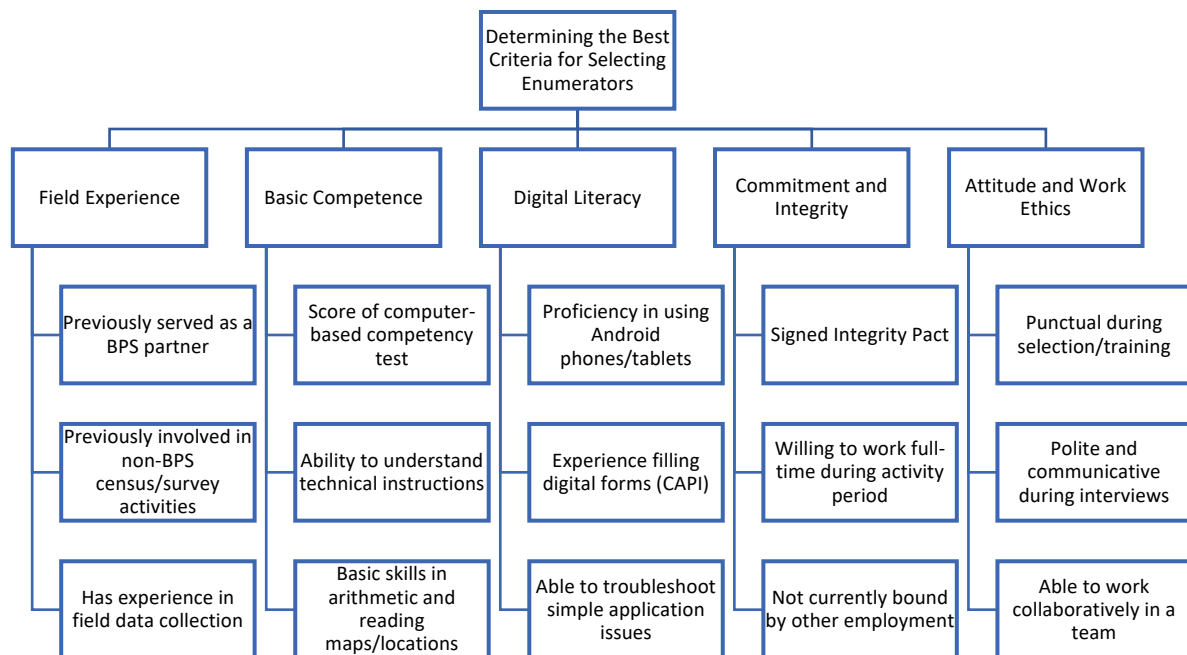 Determining the Best
Criteria for Selecting
Enumerators
Field Experience
Basic Competence
Digital Literacy
Commitment and
Integrity
Attitude and Work
Ethics
Previously served as a
BPS partner
Score of computer-
based competency
test
Proficiency in using
Android
phones/tablets
Signed Integrity Pact
Punctual during
selection/training
Previously involved in
non-BPS
census/survey
activities
Ability to understand
technical instructions
Experience filling
digital forms (CAPI)
Willing to work full-
time during activity
period
Polite and
communicative
during interviews
Has experience in
field data collection
Basic skills in
arithmetic and
reading
maps/locations
Able to troubleshoot
simple application
issues
Not currently bound
by other employment
Able to work
collaboratively in a
team